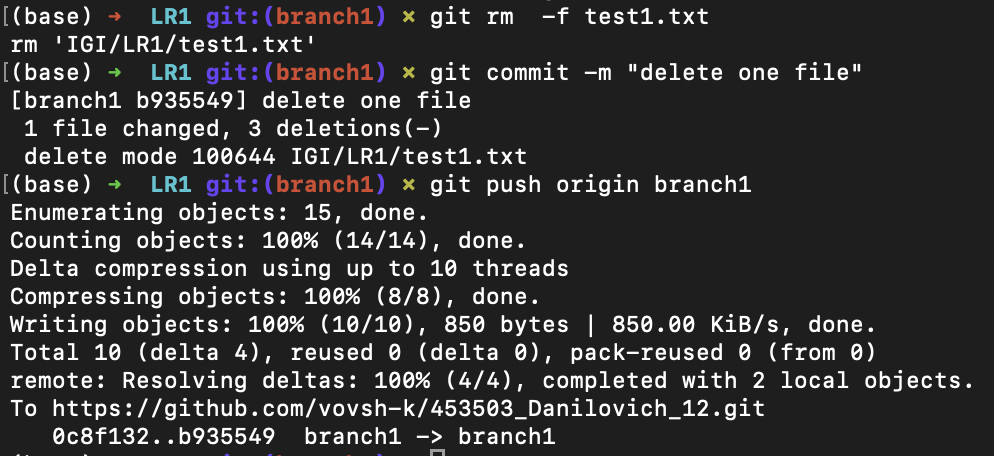 [(base) ➜  LR1 git:(branch1) ✗ git rm  -f test1.txt
rm 'IGI/LR1/test1.txt'
[(base) ➜  LR1 git:(branch1) ✗ git commit -m "delete one file"
[branch1 b935549] delete one file
 1 file changed, 3 deletions(-)
 delete mode 100644 IGI/LR1/test1.txt
[(base) ➜  LR1 git:(branch1) ✗ git push origin branch1
Enumerating objects: 15, done.
Counting objects: 100% (14/14), done.
Delta compression using up to 10 threads
Compressing objects: 100% (8/8), done.
Writing objects: 100% (10/10), 850 bytes | 850.00 KiB/s, done.
Total 10 (delta 4), reused 0 (delta 0), pack-reused 0 (from 0)
remote: Resolving deltas: 100% (4/4), completed with 2 local objects.
To https://github.com/vovsh-k/453503_Danilovich_12.git
   0c8f132..b935549  branch1 -> branch1